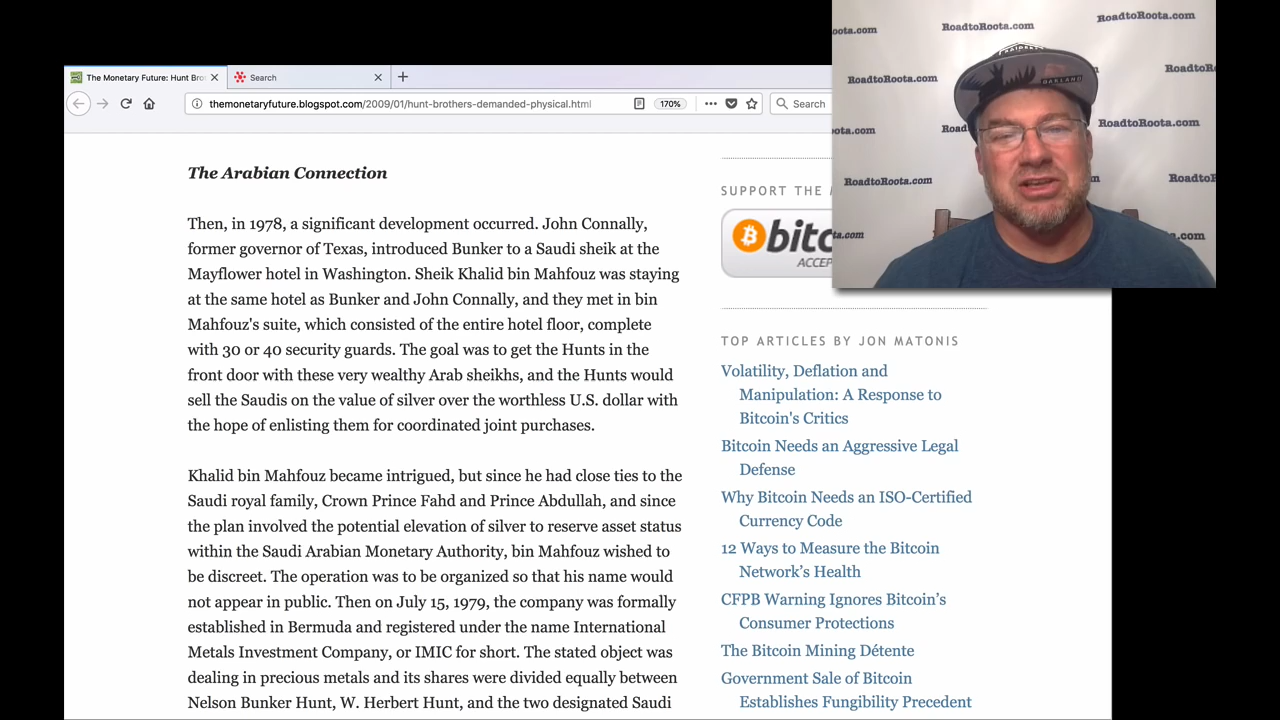 The Monetary Future: Hunt Bro
Search
themonetaryfuture.blogspot.com/2009/01/hunt-brothers-demanded-physical.html
170%
Search
The Arabian Connection
Then, in 1978, a significant development occurred. John Connally,
former governor of Texas, introduced Bunker to a Saudi sheik at the
Mayflower hotel in Washington. Sheik Khalid bin Mahfouz was staying
at the same hotel as Bunker and John Connally, and they met in bin
Mahfouz's suite, which consisted of the entire hotel floor, complete
with 30 or 40 security guards. The goal was to get the Hunts in the
front door with these very wealthy Arab sheikhs, and the Hunts would
sell the Saudis on the value of silver over the worthless U.S. dollar with
the hope of enlisting them for coordinated joint purchases.
Khalid bin Mahfouz became intrigued, but since he had close ties to the
Saudi royal family, Crown Prince Fahd and Prince Abdullah, and since
the plan involved the potential elevation of silver to reserve asset status
within the Saudi Arabian Monetary Authority, bin Mahfouz wished to
be discreet. The operation was to be organized so that his name would
not appear in public. Then on July 15, 1979, the company was formally
established in Bermuda and registered under the name International
Metals Investment Company, or IMIC for short. The stated object was
dealing in precious metals and its shares were divided equally between
Nelson Bunker Hunt, W. Herbert Hunt, and the two designated Saudi
SUPPORT THE
bitc
ACCEP
TOP ARTICLES BY JON MATONIS
Volatility, Deflation and
Manipulation: A Response to
Bitcoin's Critics
Bitcoin Needs an Aggressive Legal
Defense
Why Bitcoin Needs an ISO-Certified
Currency Code
12 Ways to Measure the Bitcoin
Network's Health
CFPB Warning Ignores Bitcoin's
Consumer Protections
The Bitcoin Mining Détente
Government Sale of Bitcoin
Establishes Fungibility Precedent
oota.com
RoadtoRoota.com
RoadtoRoota.com
RoadtoRoota.com
RoadtoR
oota.com
Road
RoadtoRoota.com
RoadtoRoota.com
RoadtoR
ta.com
.com
RAIDERS
OAKLAND